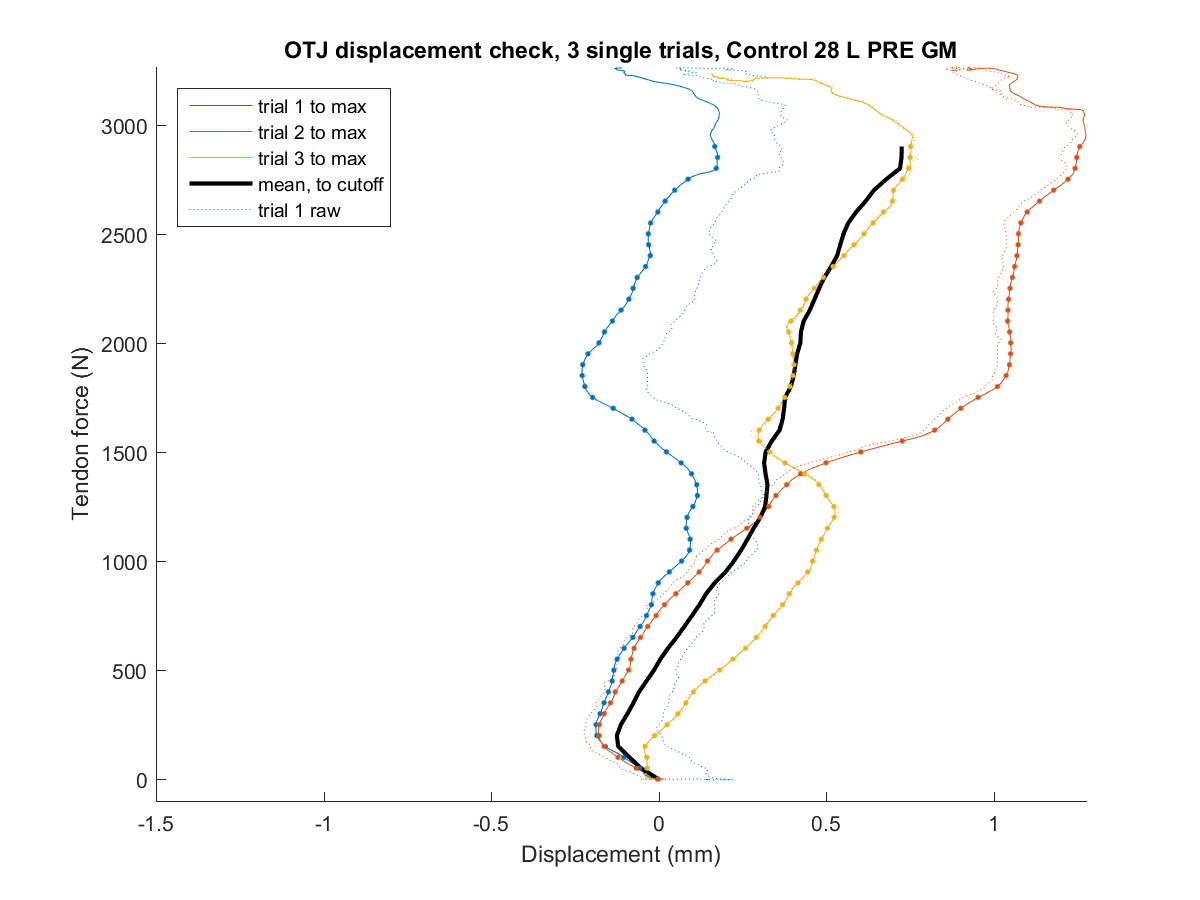 OTJ displacement check, 3 single trials, Control 28 L PRE GM
trial 1 to max
trial 2 to max
trial 3 to max
mean, to cutoff
trial 1 raw
3000
2500
2000
1500
1000
500
0
Tendon force (N)
-1.5 -1 -0.5 0 0.5 1
Displacement (mm)